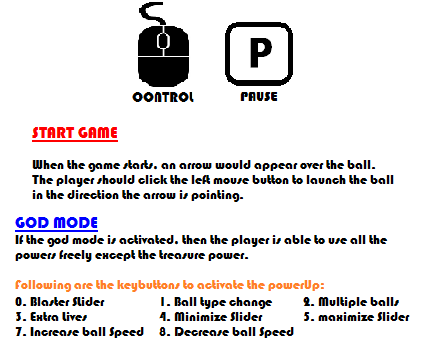 P
CONTROL PAUSE
START GAME
When the game starts, an arrow would appear over the ball.
The player should click the left mouse button to launch the ball
in the direction the arrow is pointing.
GOD MODE
If the god mode is activated, then the player is able to use all the
powers freely except the treasure power.
Following are the keybuttons to activate the powerUp:
0. Blaster Slider 1. Ball type change 2. Multiple balls
3. Extra lives 4. Minimize Slider 5. maximize Slider
7. Increase ball Speed 8. Decrease ball Speed